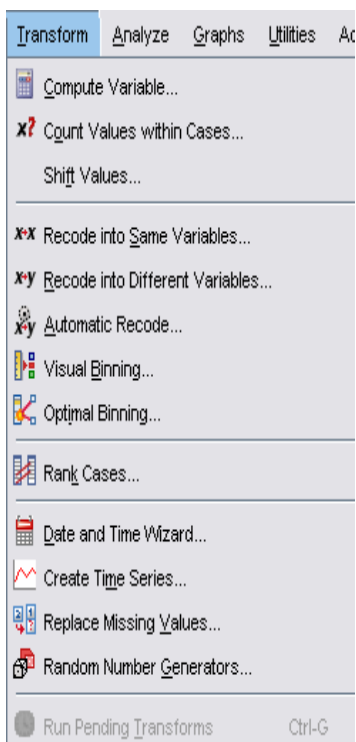 Transform Analyze Graphs Utilities Ad
Compute Variable...
x? Count Values within Cases...
Shift Values...
x→x Recode into Same Variables...
x→y Recode into Different Variables...
x→y Automatic Recode...
Visual Binning...
Optimal Binning...
Rank Cases...
Date and Time Wizard...
Create Time Series...
Replace Missing Values...
Random Number Generators...
Run Pending Transforms Ctrl-G